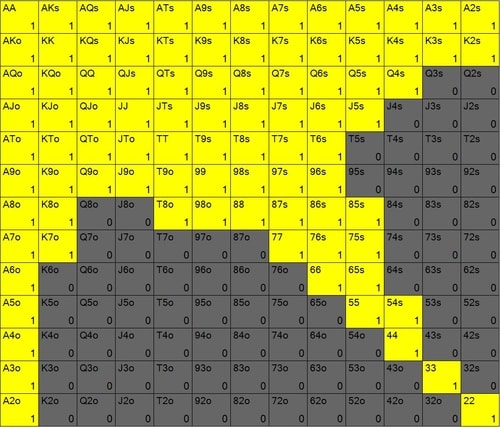 AA AKs AQs AJs ATs A9s A8s A7s A6s A5s A4s A3s A2s
1 1 1 1 1 1 1 1 1 1 1 1 1
AKo KK KQs KJs KTs K9s K8s K7s K6s K5s K4s K3s K2s
1 1 1 1 1 1 1 1 1 1 1 1 1
AQo KQo QQ QJs QTs Q9s Q8s Q7s Q6s Q5s Q4s Q3s Q2s
1 1 1 1 1 1 1 1 1 1 1 0 0
AJo KJo QJo JJ JTs J9s J8s J7s J6s J5s J4s J3s J2s
1 1 1 1 1 1 1 1 1 1 0 0 0
ATo KTo QTo JTo TT T9s T8s T7s T6s T5s T4s T3s T2s
1 1 1 1 1 1 1 1 1 0 0 0 0
A9o K9o Q9o J9o T9o 99 98s 97s 96s 95s 94s 93s 92s
1 1 1 1 1 1 1 1 1 0 0 0 0
A8o K8o Q8o J8o T8o 98o 88 87s 86s 85s 84s 83s 82s
1 1 0 0 1 1 1 1 1 1 0 0 0
A7o K7o Q7o J7o T7o 97o 87o 77 76s 75s 74s 73s 72s
1 1 0 0 0 0 0 1 1 1 0 0 0
A6o K6o Q6o J6o T6o 96o 86o 76o 66 65s 64s 63s 62s
1 0 0 0 0 0 0 0 1 1 0 0 0
A5o K5o Q5o J5o T5o 95o 85o 75o 65o 55 54s 53s 52s
1 0 0 0 0 0 0 0 0 1 1 0 0
A4o K4o Q4o J4o T4o 94o 84o 74o 64o 54o 44 43s 42s
1 0 0 0 0 0 0 0 0 0 1 0 0
A3o K3o Q3o J3o T3o 93o 83o 73o 63o 53o 43o 33 32s
1 0 0 0 0 0 0 0 0 0 0 1 0
A2o K2o Q2o J2o T2o 92o 82o 72o 62o 52o 42o 32o 22
1 0 0 0 0 0 0 0 0 0 0 0 1